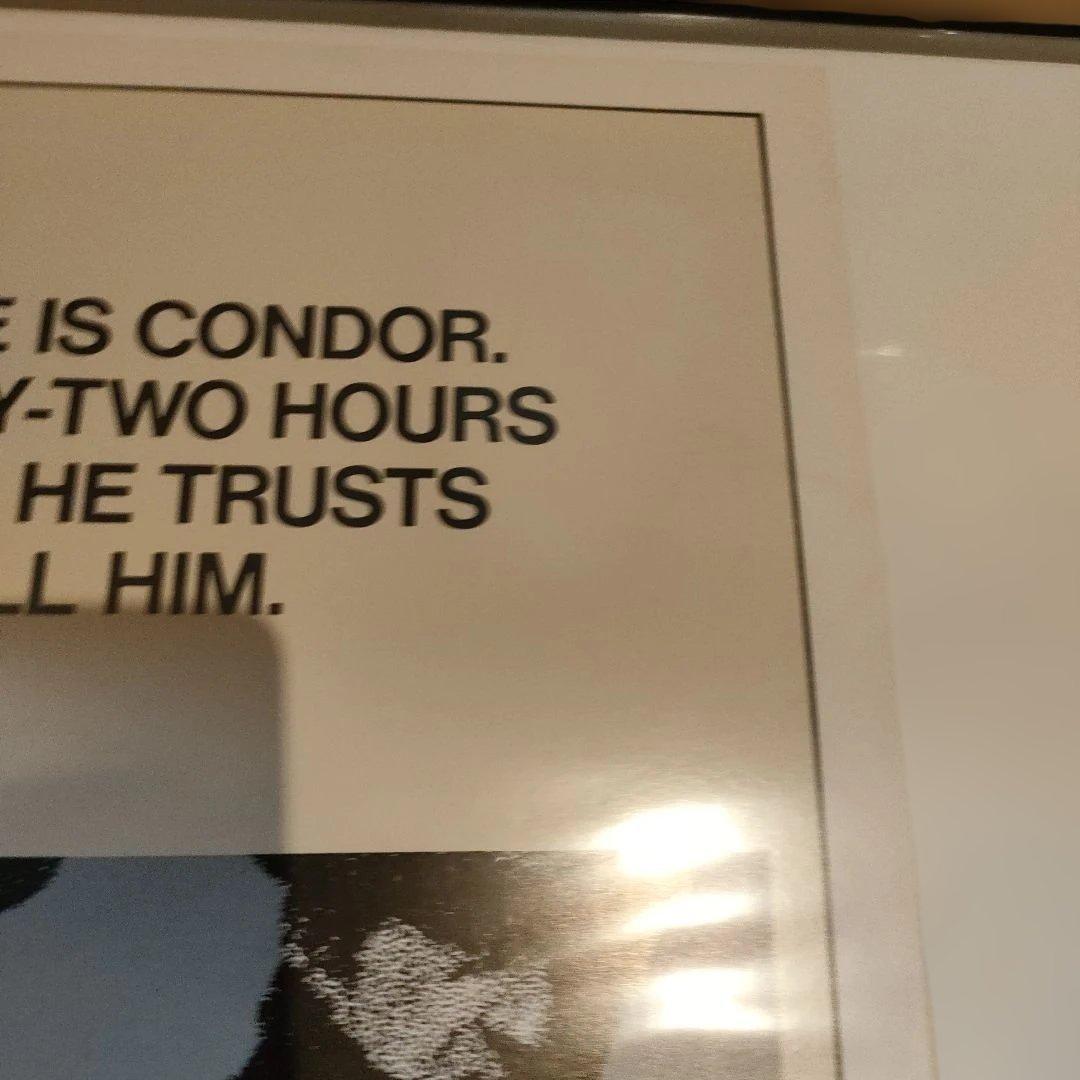 E IS CONDOR.
Y-TWO HOURS
HE TRUSTS
LL HIM.